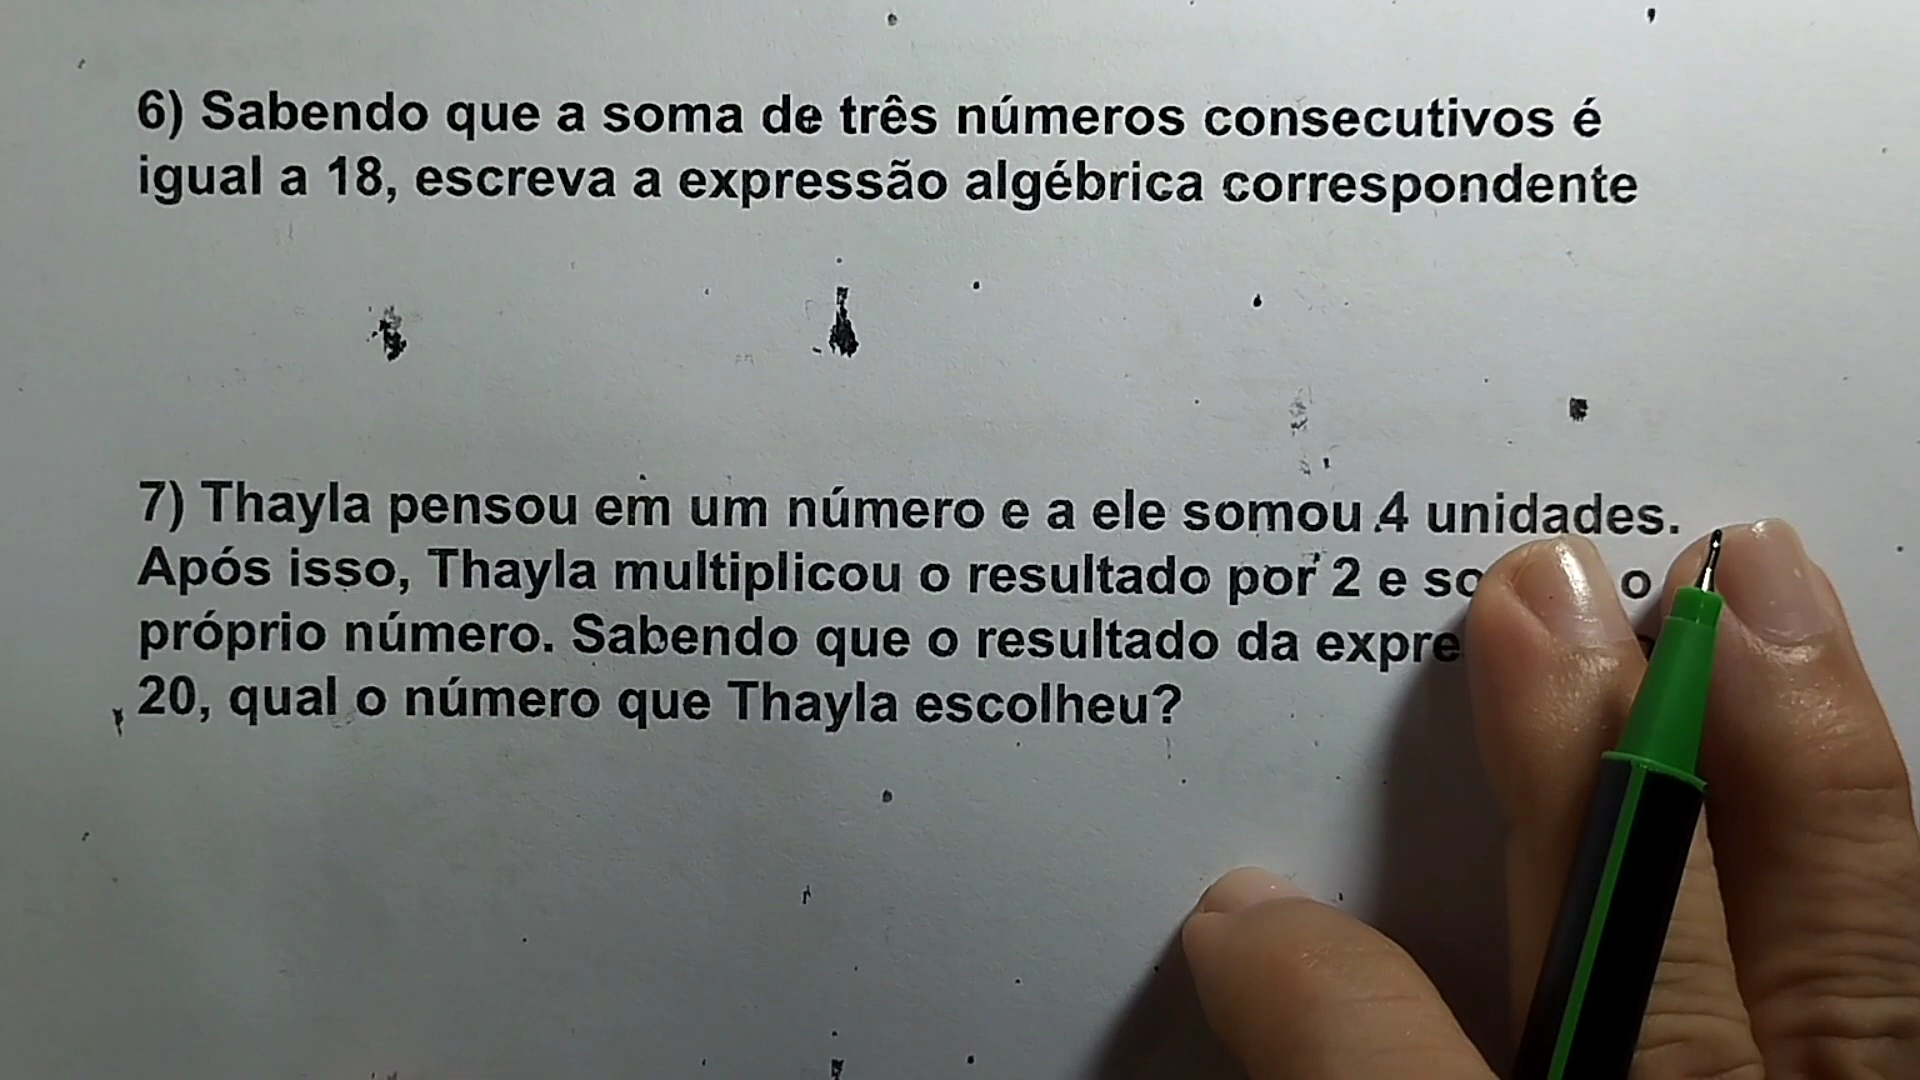 6) Sabendo que a soma de três números consecutivos é
igual a 18, escreva a expressão algébrica correspondente
7) Thayla pensou em um número e a ele somou 4 unidades.
Após isso, Thayla multiplicou o resultado por 2 e o
próprio número. Sabendo que o resultado da
20, qual o número que Thayla escolheu?